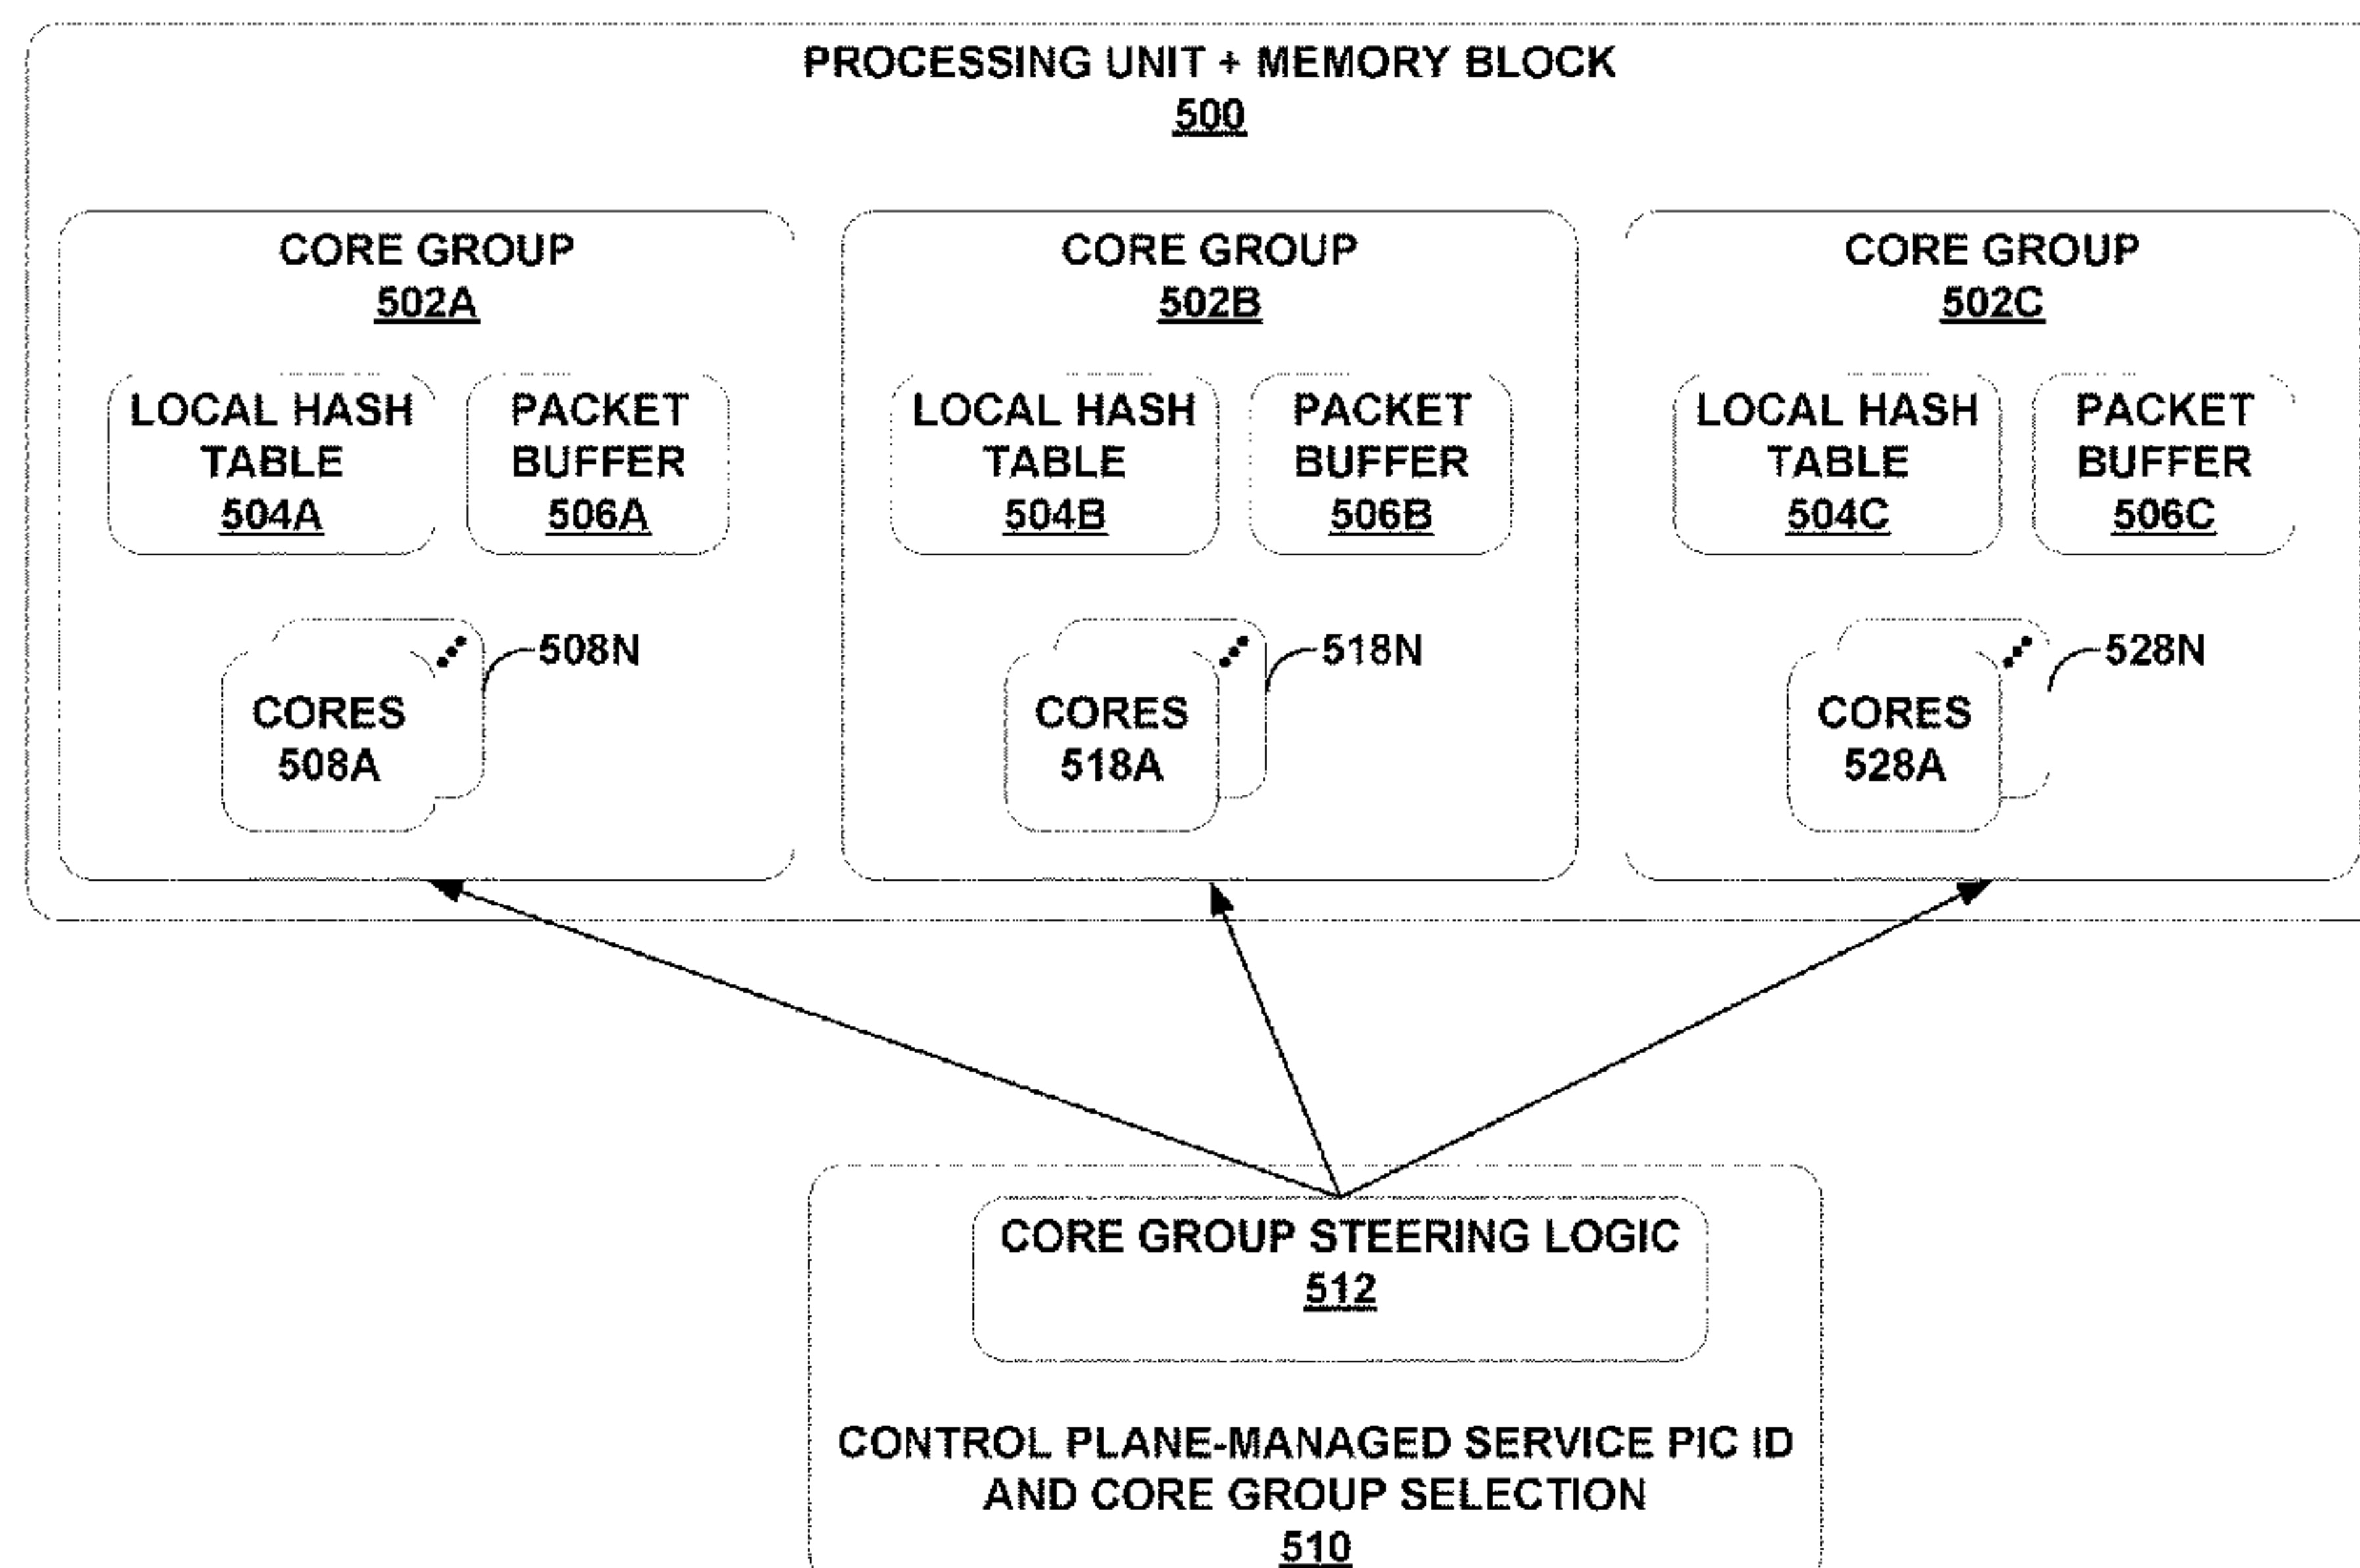 PROCESSING UNIT + MEMORY BLOCK
500
CORE GROUP
502A
LOCAL HASH
TABLE
504A
PACKET
BUFFER
506A
508N
CORES
508A
CORE GROUP
502B
LOCAL HASH
TABLE
504B
PACKET
BUFFER
506B
518N
CORES
518A
CORE GROUP
502C
LOCAL HASH
TABLE
504C
PACKET
BUFFER
506C
528N
CORES
528A
CORE GROUP STEERING LOGIC
512
CONTROL PLANE-MANAGED SERVICE PIC ID
AND CORE GROUP SELECTION
510